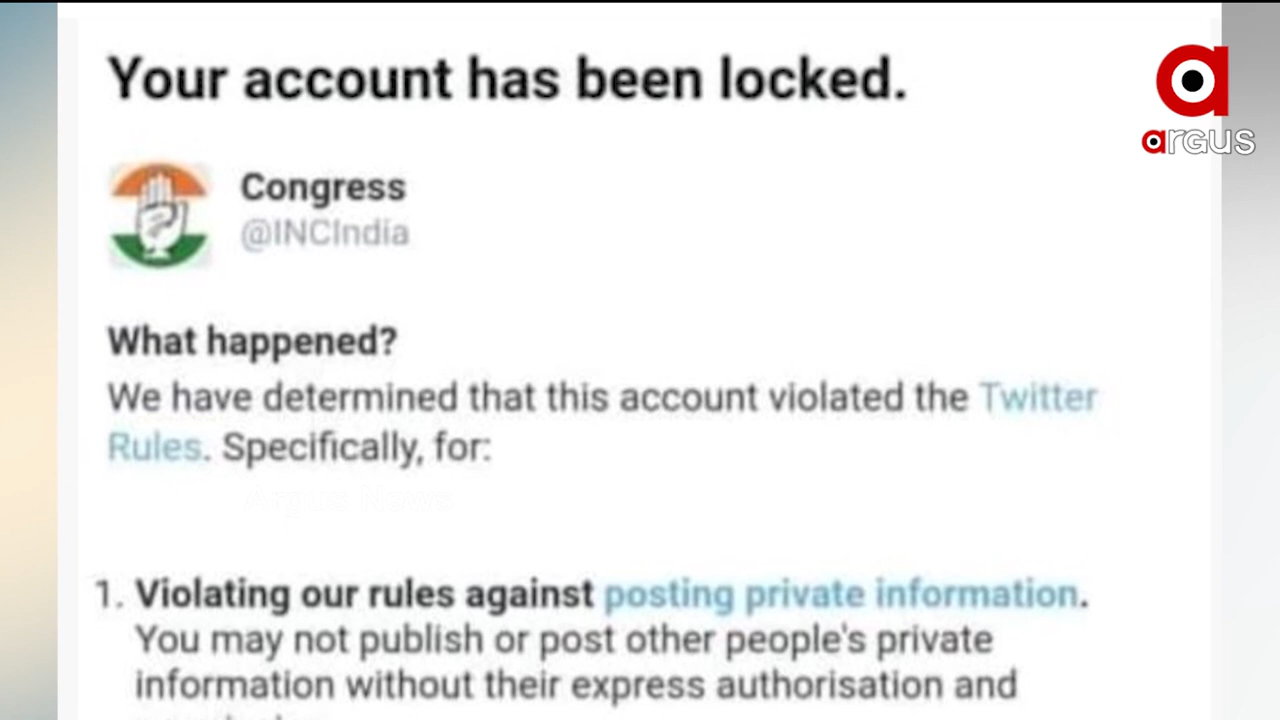 Your account has been locked.
argus
Congress
@INCIndia
What happened?
We have determined that this account violated the Twitter
Rules. Specifically, for:
Argus News
1. Violating our rules against posting private information.
You may not publish or post other people's private
information without their express authorisation and